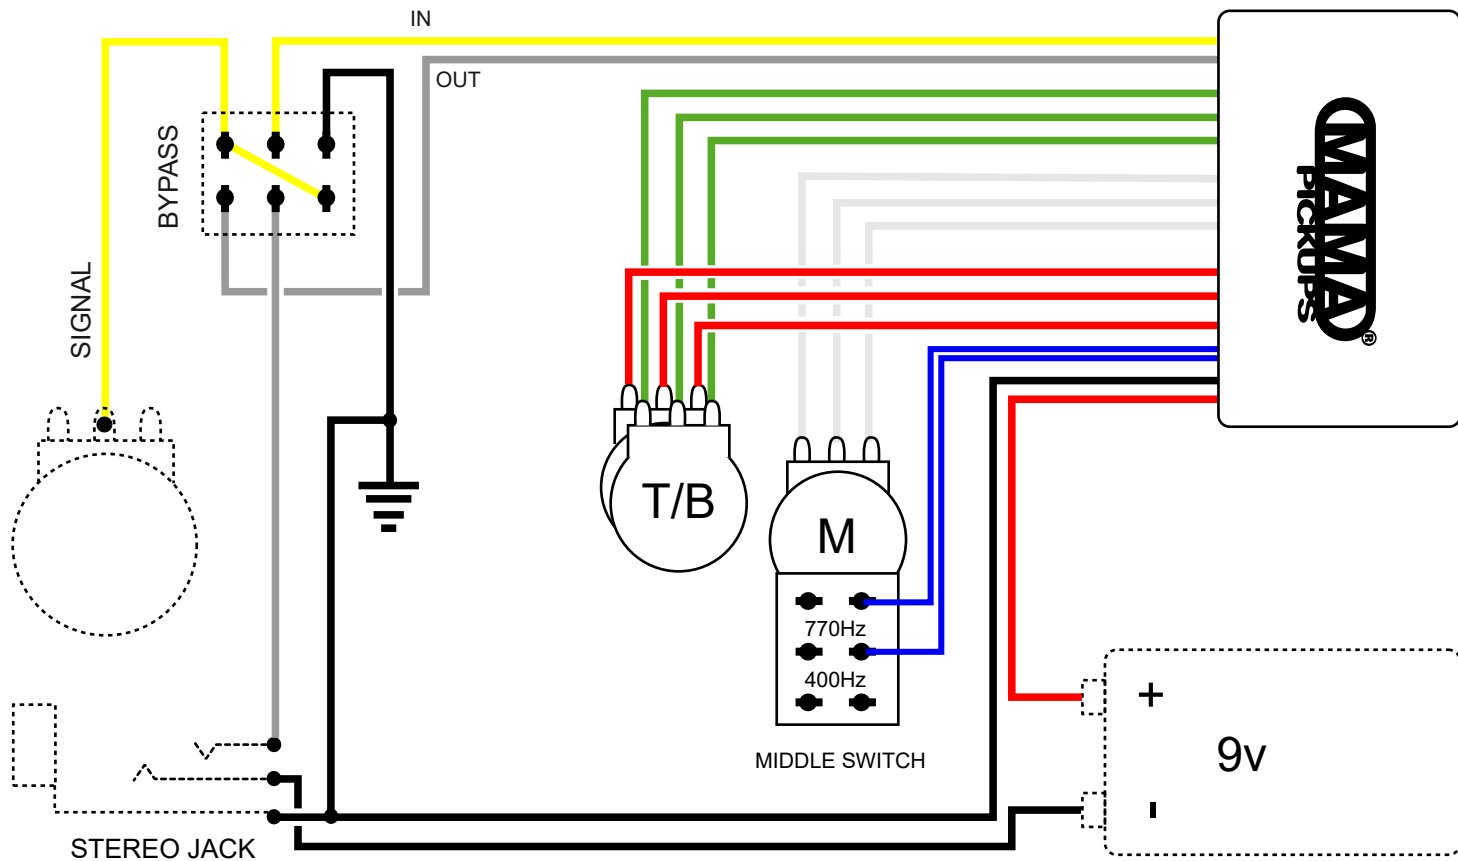 IN
OUT
BYPASS
SIGNAL
MAMA
PICKUPS
®
T/B
M
770Hz
400Hz
MIDDLE SWITCH
+
9v
-
STEREO JACK